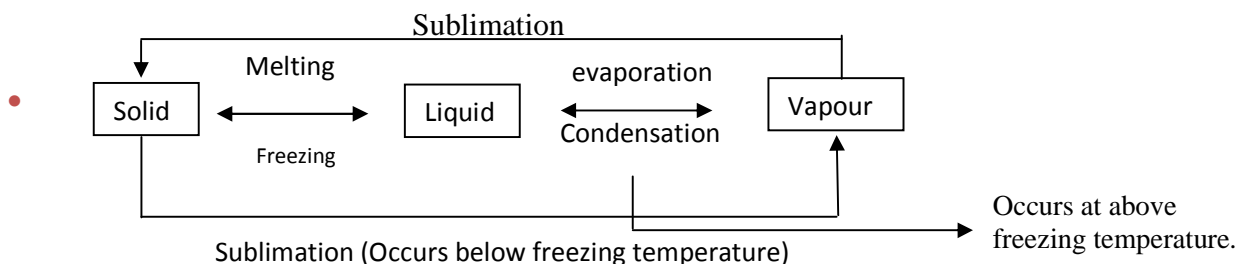 Sublimation
Melting
evaporation
Solid
Liquid
Vapour
Freezing
Condensation
Occurs at above
freezing temperature.
Sublimation (Occurs below freezing temperature)